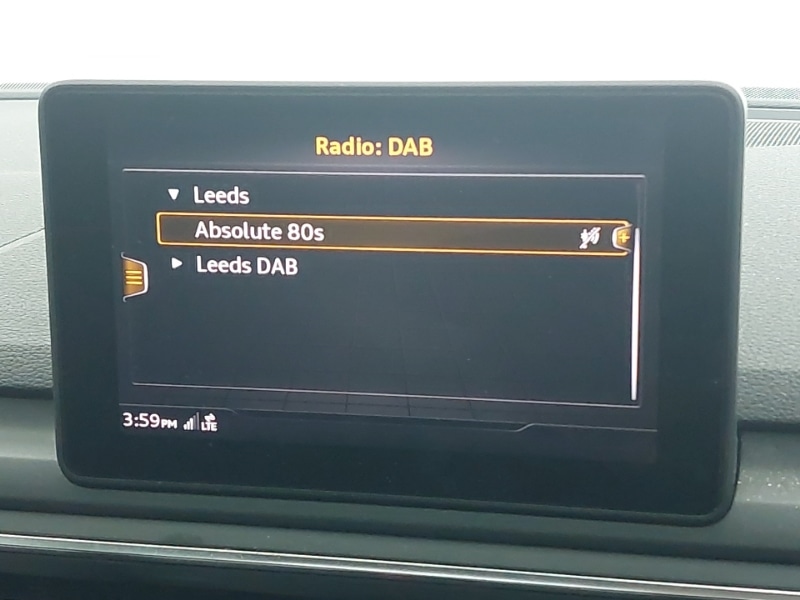 Radio: DAB
Leeds
Absolute 80s
Leeds DAB
3:59PM LTE